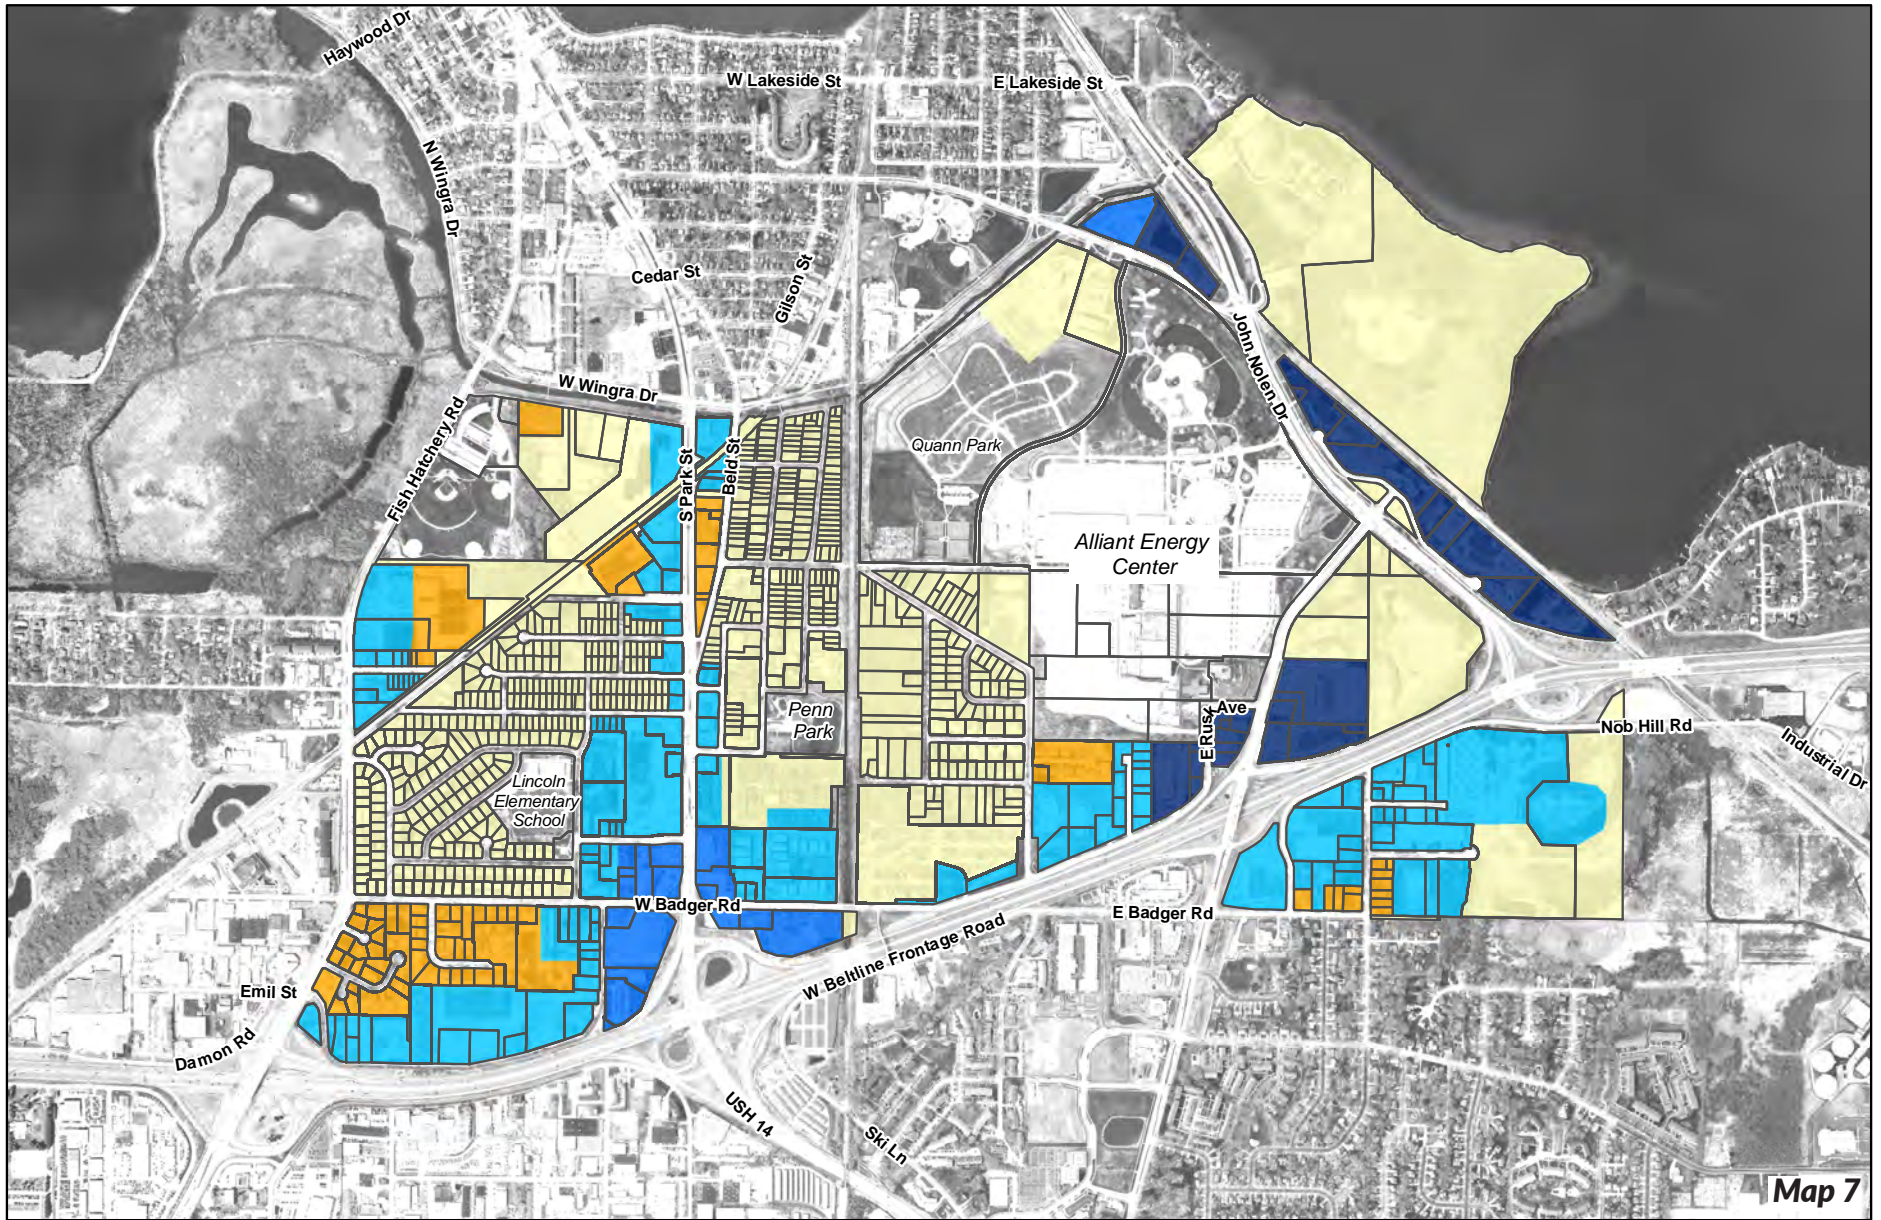 Haywood Dr
W Lakeside St
E Lakeside St
N Wingra Dr
Cedar St
Gilson St
John Nolen Dr
W Wingra Dr
Fish Hatchery Rd
S Park St
Beld St
Quann Park
Alliant Energy
Center
Penn
Park
E Rusk Ave
Nob Hill Rd
Industrial Dr
Lincoln
Elementary
School
W Badger Rd
E Badger Rd
W Beltline Frontage Road
Emil St
Damon Rd
USH 14
Ski Ln
Map 7